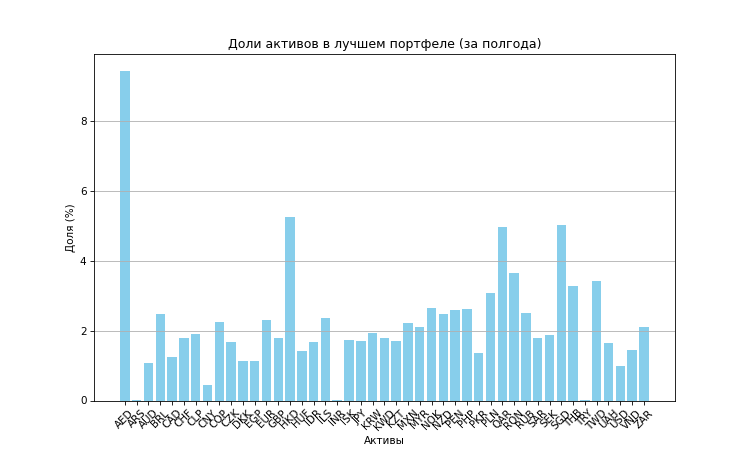 Доли активов в лучшем портфеле (за полгода)
Доля (%)
8
6
4
2
0
AED ARS AUD BRL CAD CHF CLP CNY COP CZK DKK EGP EUR GBP HKD HUF IDR ILS INR ISK JPY KRW KWD KZT MXN MYR NOK NZD PEN PHP PKR PLN QAR RON RUB SAR SEK SGD THB TRY TWD UAH USD VND ZAR
Активы